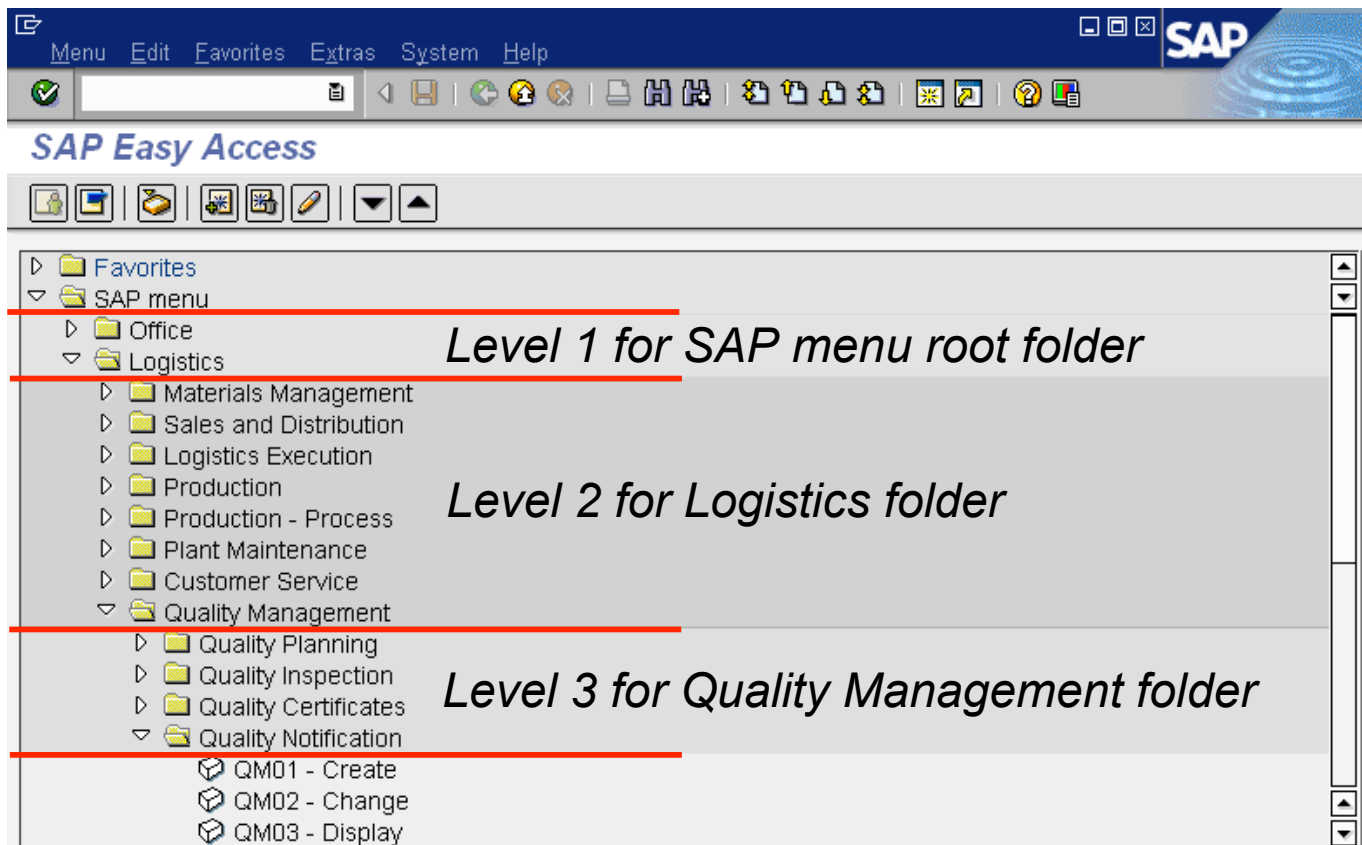 Menu Edit Favorites Extras System Help
SAP
SAP Easy Access
Favorites
SAP menu
Office
Logistics
Level 1 for SAP menu root folder
Materials Management
Sales and Distribution
Logistics Execution
Production
Production - Process
Plant Maintenance
Customer Service
Quality Management
Level 2 for Logistics folder
Quality Planning
Quality Inspection
Quality Certificates
Quality Notification
Level 3 for Quality Management folder
QM01 - Create
QM02 - Change
QM03 - Display